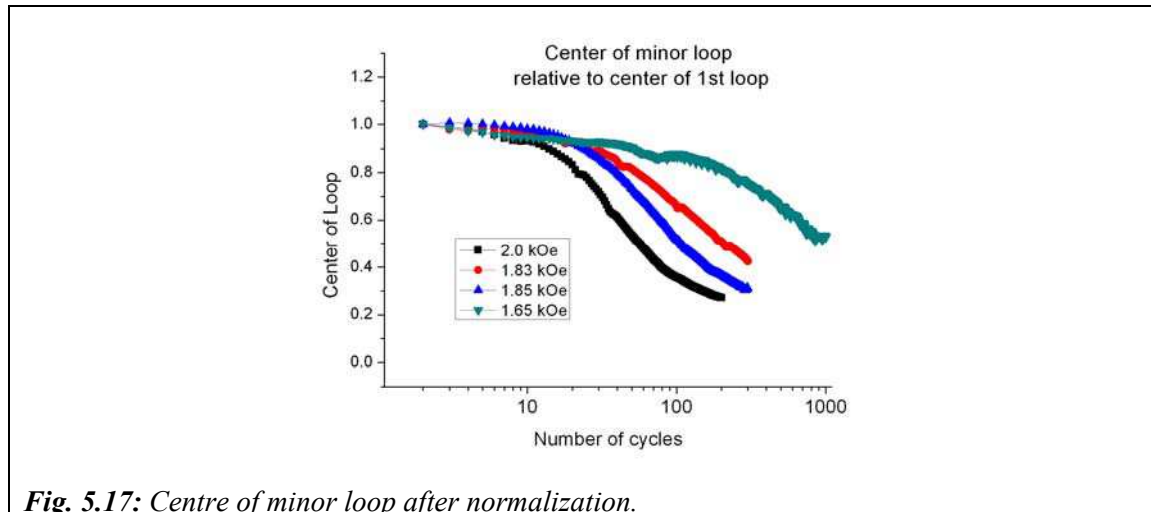 Center of minor loop
relative to center of 1st loop
1.2
1.0
0.8
0.6
0.4
0.2
0.0
Center of Loop
2.0 kOe
1.83 kOe
1.85 kOe
1.65 kOe
10
100
1000
Number of cycles
Fig. 5.17: Centre of minor loop after normalization.